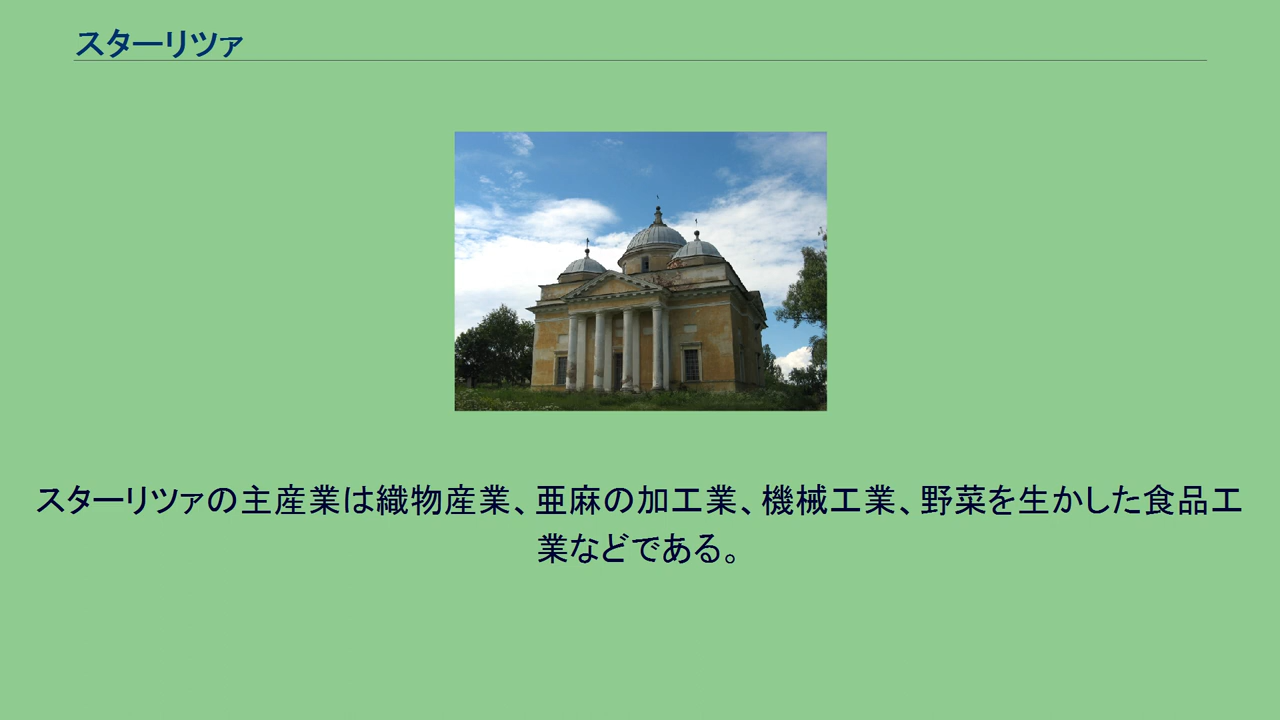 スターリツァ
スターリツァの主産業は織物産業、亜麻の加工業、機械工業、野菜を生かした食品工
業などである。